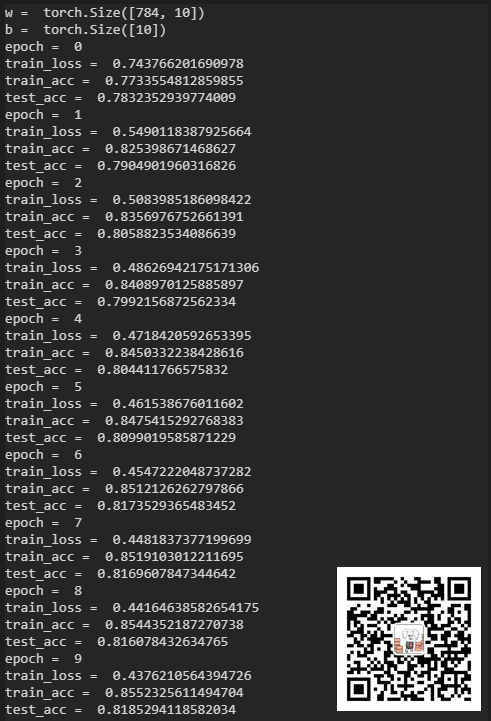 w =  torch.Size([784, 10])
b =  torch.Size([10])
epoch =  0
train_loss =  0.743766201690978
train_acc =  0.7733554812859855
test_acc =  0.7832352939774009
epoch =  1
train_loss =  0.5490118387925664
train_acc =  0.825398671468627
test_acc =  0.7904901960316826
epoch =  2
train_loss =  0.5083985186098422
train_acc =  0.8356976752661391
test_acc =  0.8058823534086639
epoch =  3
train_loss =  0.48626942175171306
train_acc =  0.8408970125885897
test_acc =  0.7992156872562334
epoch =  4
train_loss =  0.4718420592653395
train_acc =  0.8450332238428616
test_acc =  0.804411766575832
epoch =  5
train_loss =  0.461538676011602
train_acc =  0.8475415292768383
test_acc =  0.8099019585871229
epoch =  6
train_loss =  0.4547222048737282
train_acc =  0.8512126262797866
test_acc =  0.8173529365483452
epoch =  7
train_loss =  0.4481837377199699
train_acc =  0.8519103012211695
test_acc =  0.8169607847344642
epoch =  8
train_loss =  0.44164638582654175
train_acc =  0.8544352187270738
test_acc =  0.816078432634765
epoch =  9
train_loss =  0.4376210564394726
train_acc =  0.8552325611494704
test_acc =  0.8185294118582034